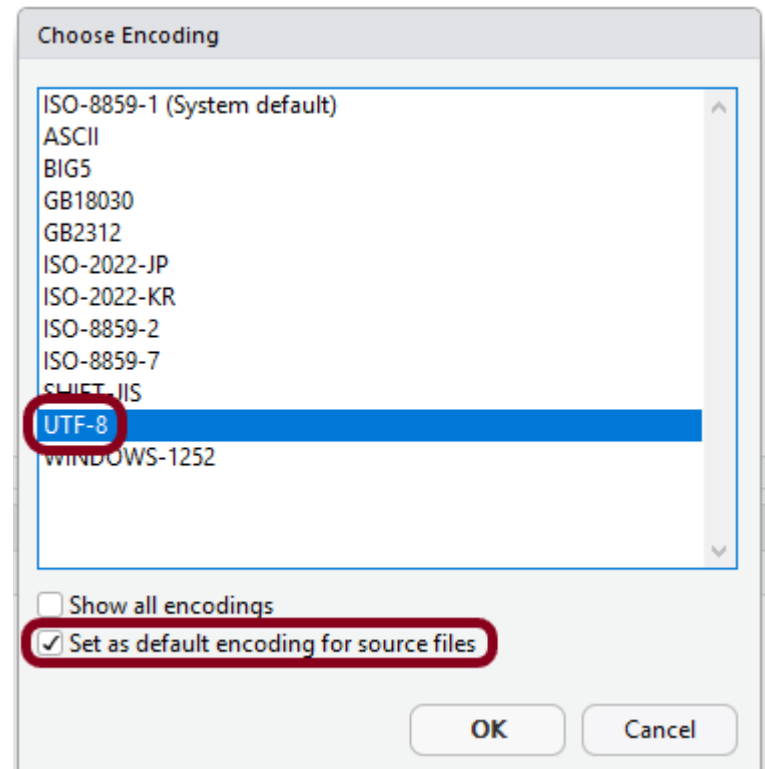 Choose Encoding
ISO-8859-1 (System default)
ASCII
BIG5
GB18030
GB2312
ISO-2022-JP
ISO-2022-KR
ISO-8859-2
ISO-8859-7
SHIFT-JIS
UTF-8
WINDOWS-1252
Show all encodings
Set as default encoding for source files
OK Cancel